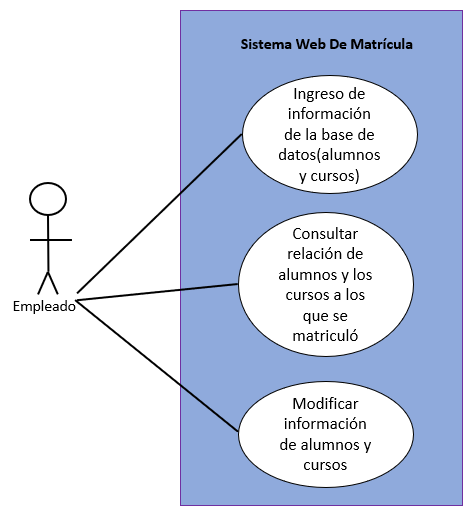 Sistema Web De Matrícula
Ingreso de
información
de la base de
datos(alumnos
y cursos)
Consultar
relación de
alumnos y los
cursos a los
que se
matriculó
Empleado
Modificar
información
de alumnos y
cursos